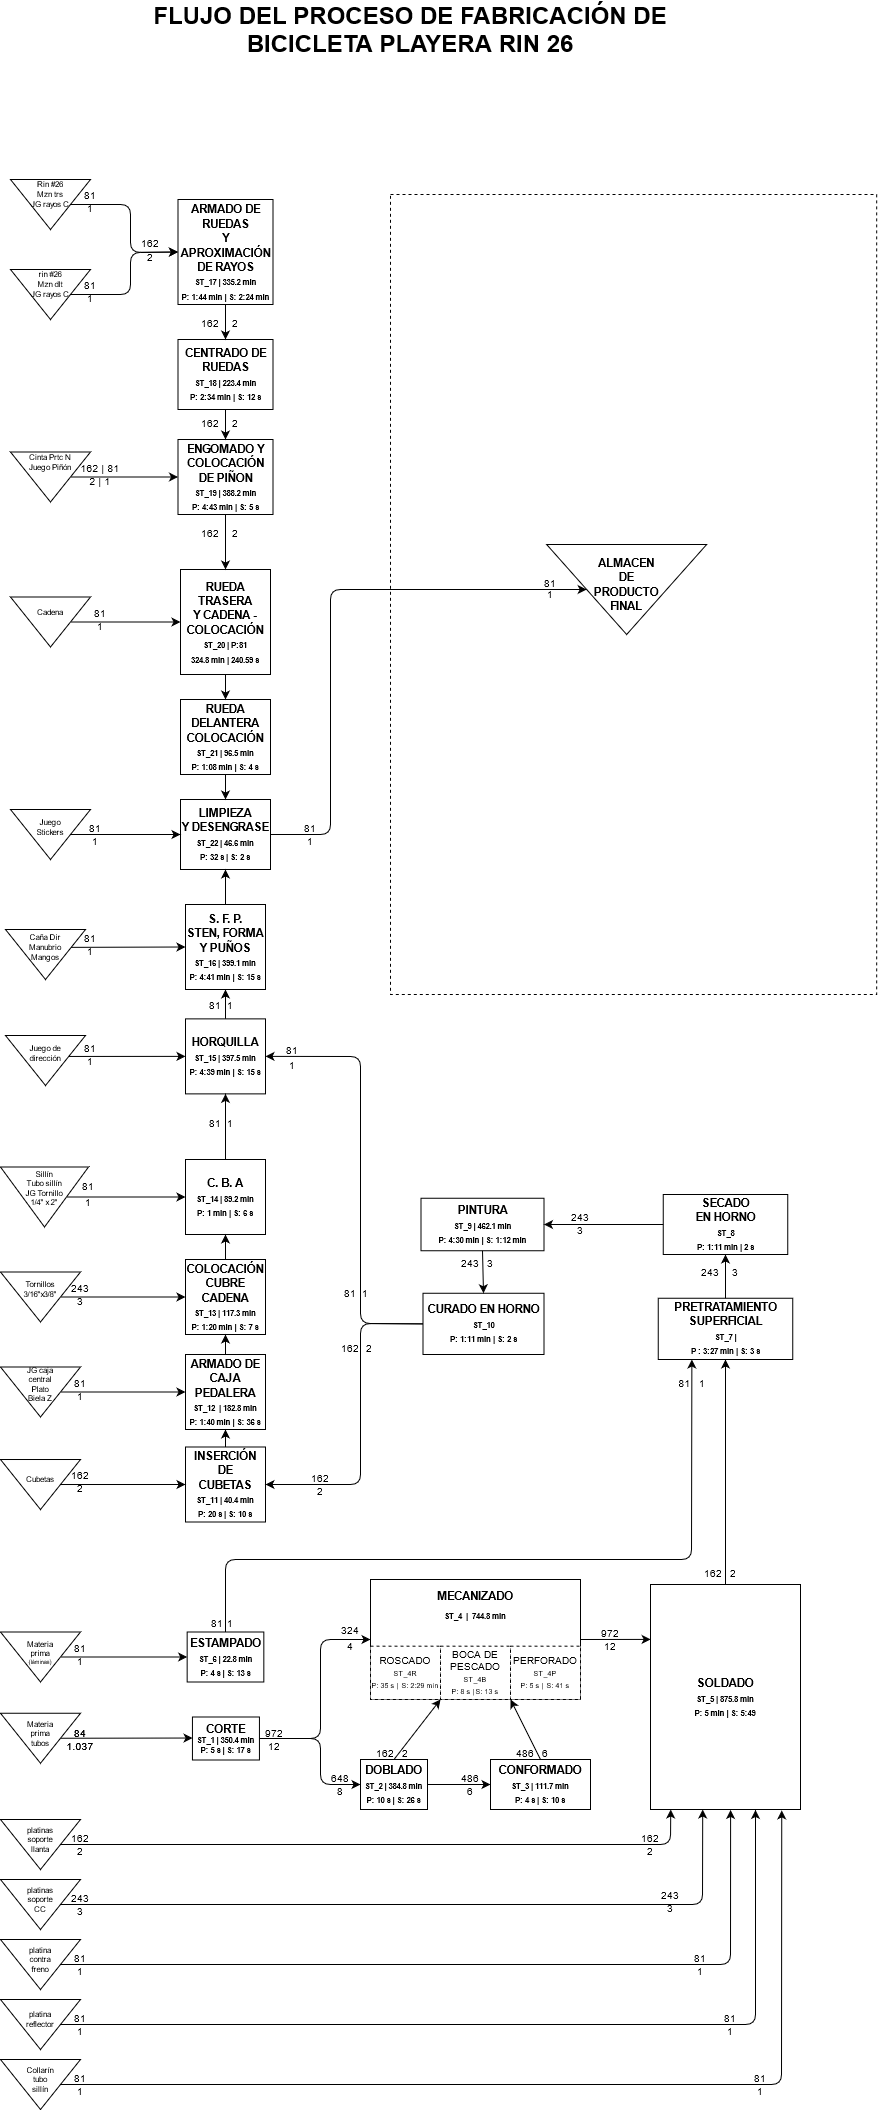 FLUJO DEL PROCESO DE FABRICACIÓN DE
BICICLETA PLAYERA RIN 26
Rin #26
Mzn trs
JG rayos C
81
1
rin #26
Mzn dlt
JG rayos C
81
1
162
2
ARMADO DE
RUEDAS
Y
APROXIMACIÓN
DE RAYOS
ST_17 | 335.2 min
P: 1:44 min | S: 2:24 min
162 2
CENTRADO DE
RUEDAS
ST_18 | 223.4 min
P: 2:34 min | S: 12 s
162 2
Cinta Prtc N
Juego Piñón
162 | 81
2 | 1
ENGOMADO Y
COLOCACIÓN
DE PIÑON
ST_19 | 388.2 min
P: 4:43 min | S: 5 s
162 2
Cadena
81
1
RUEDA
TRASERA
Y CADENA -
COLOCACIÓN
ST_20 | P:81
324.8 min | 240.59 s
81
1
ALMACEN
DE
PRODUCTO
FINAL
RUEDA
DELANTERA
COLOCACIÓN
ST_21 | 96.5 min
P: 1:08 min | S: 4 s
Juego
Stickers
81
1
LIMPIEZA
Y DESENGRASE
ST_22 | 46.6 min
P: 32 s | S: 2 s
81
1
Caña Dir
Manubrio
Mangos
81
1
S. F. P.
STEN, FORMA
Y PUÑOS
ST_16 | 399.1 min
P: 4:41 min | S: 15 s
81 1
Juego de
dirección
81
1
HORQUILLA
ST_15 | 397.5 min
P: 4:39 min | S: 15 s
81
1
81 1
Sillín
Tubo sillín
JG Tornillo
1/4" x 2"
81
1
C. B. A
ST_14 | 89.2 min
P: 1 min | S: 6 s
PINTURA
ST_9 | 462.1 min
P: 4:30 min | S: 1:12 min
243
3
SECADO
EN HORNO
ST_8
P: 1:11 min | 2 s
243 3
243 3
Tornillos
3/16"x3/8"
243
3
COLOCACIÓN
CUBRE
CADENA
ST_13 | 117.3 min
P: 1:20 min | S: 7 s
81 1
162 2
CURADO EN HORNO
ST_10
P: 1:11 min | S: 2 s
PRETRATAMIENTO
SUPERFICIAL
ST_7 |
P: 3:27 min | S: 3 s
JG caja
central
Plato
Biela Z
81
1
ARMADO DE
CAJA
PEDALERA
ST_12 | 182.8 min
P: 1:40 min | S: 36 s
81 1
Cubetas
162
2
INSERCIÓN
DE
CUBETAS
ST_11 | 40.4 min
P: 20 s | S: 10 s
162
2
162 2
81 1
Materia
prima
(láminas)
81
1
ESTAMPADO
ST_6 | 22.8 min
P: 4 s | S: 13 s
324
4
MECANIZADO
ST_4 | 744.8 min
ROSCADO
ST_4R
P: 35 s | S: 2:29 min
BOCA DE
PESCADO
ST_4B
P: 8 s | S: 13 s
PERFORADO
ST_4P
P: 5 s | S: 41 s
972
12
SOLDADO
ST_5 | 875.8 min
P: 5 min | S: 5:49
Materia
prima
tubos
84
1.037
CORTE
ST_1 | 350.4 min
P: 5 s | S: 17 s
972
12
648
8
162 2
DOBLADO
ST_2 | 384.8 min
P: 10 s | S: 26 s
486
6
486 6
CONFORMADO
ST_3 | 111.7 min
P: 4 s | S: 10 s
platinas
soporte
llanta
162
2
162
2
platinas
soporte
CC
243
3
243
3
platina
contra
freno
81
1
81
1
platina
reflector
81
1
81
1
Collarín
tubo
sillín
81
1
81
1